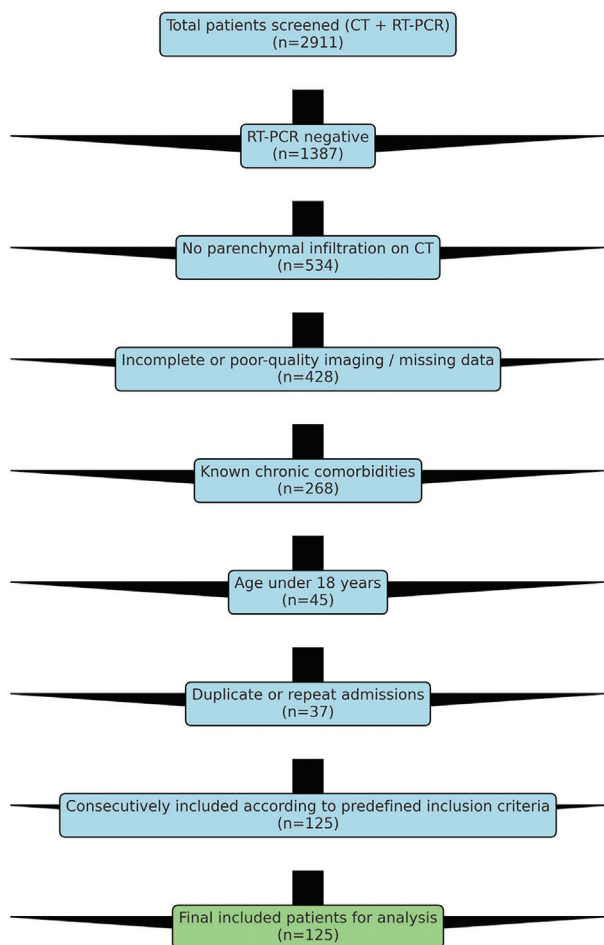 Total patients screened (CT + RT-PCR)
(n=2911)
RT-PCR negative
(n=1387)
No parenchymal infiltration on CT
(n=534)
Incomplete or poor-quality imaging / missing data
(n=428)
Known chronic comorbidities
(n=268)
Age under 18 years
(n=45)
Duplicate or repeat admissions
(n=37)
Consecutively included according to predefined inclusion criteria
(n=125)
Final included patients for analysis
(n=125)